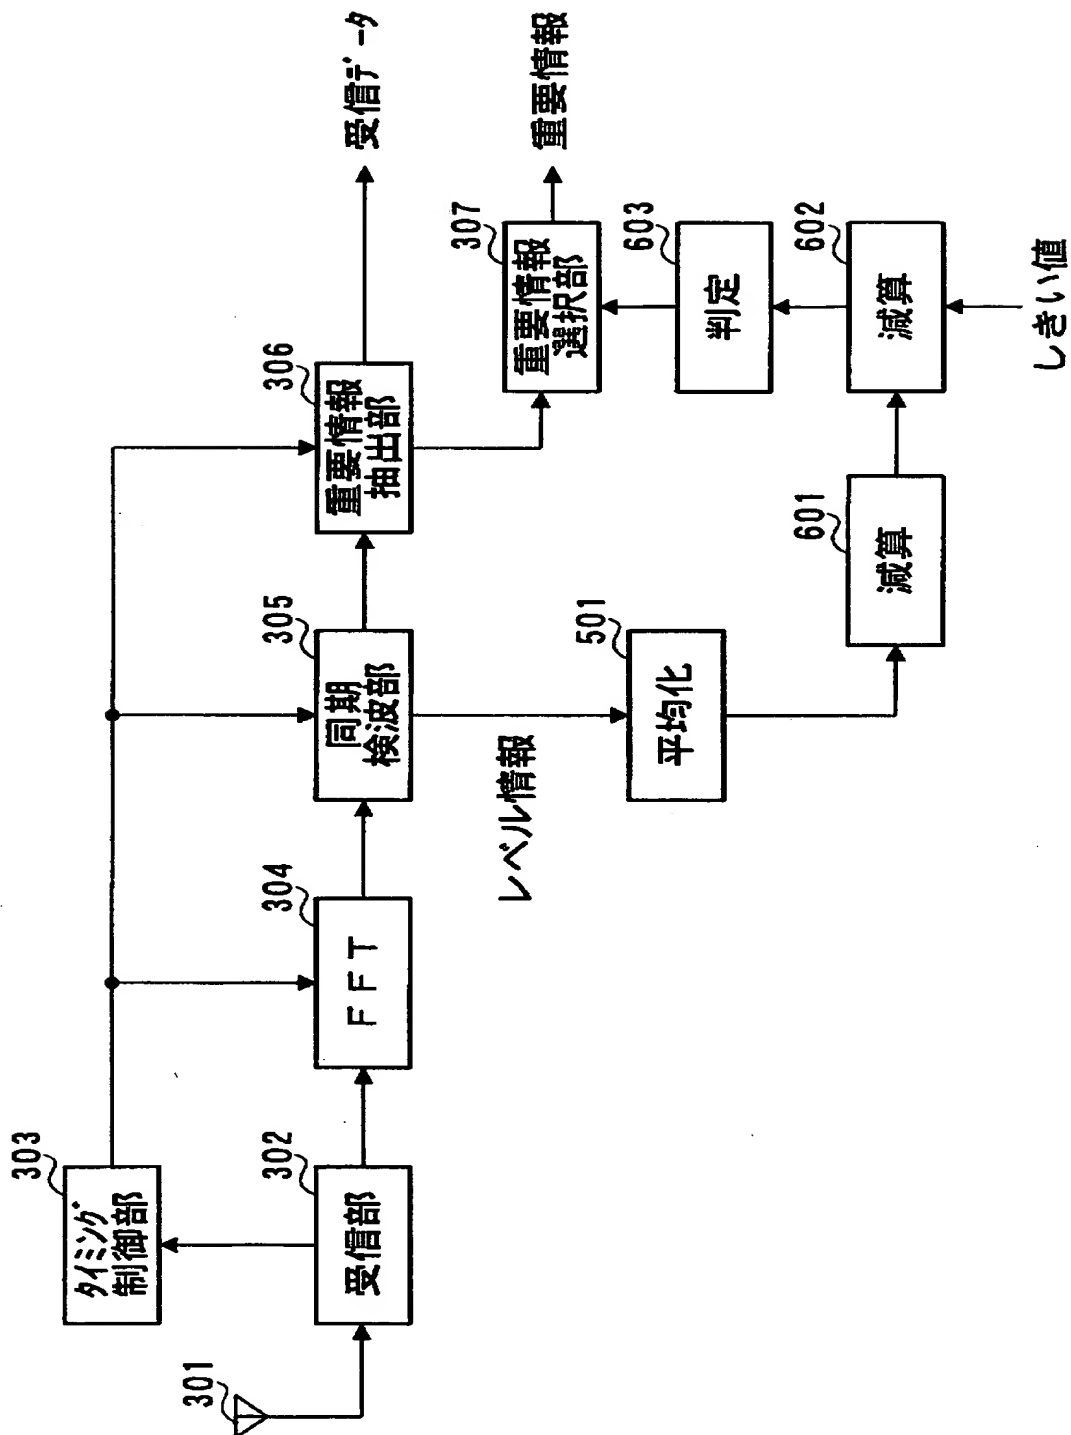 303
タイミング
制御部
301
302
受信部
304
FFT
305
同期
検波部
306
重要情報
抽出部
受信データ
レベル情報
307
重要情報
選択部
重要情報
501
平均化
603
判定
601
減算
602
減算
しきい値